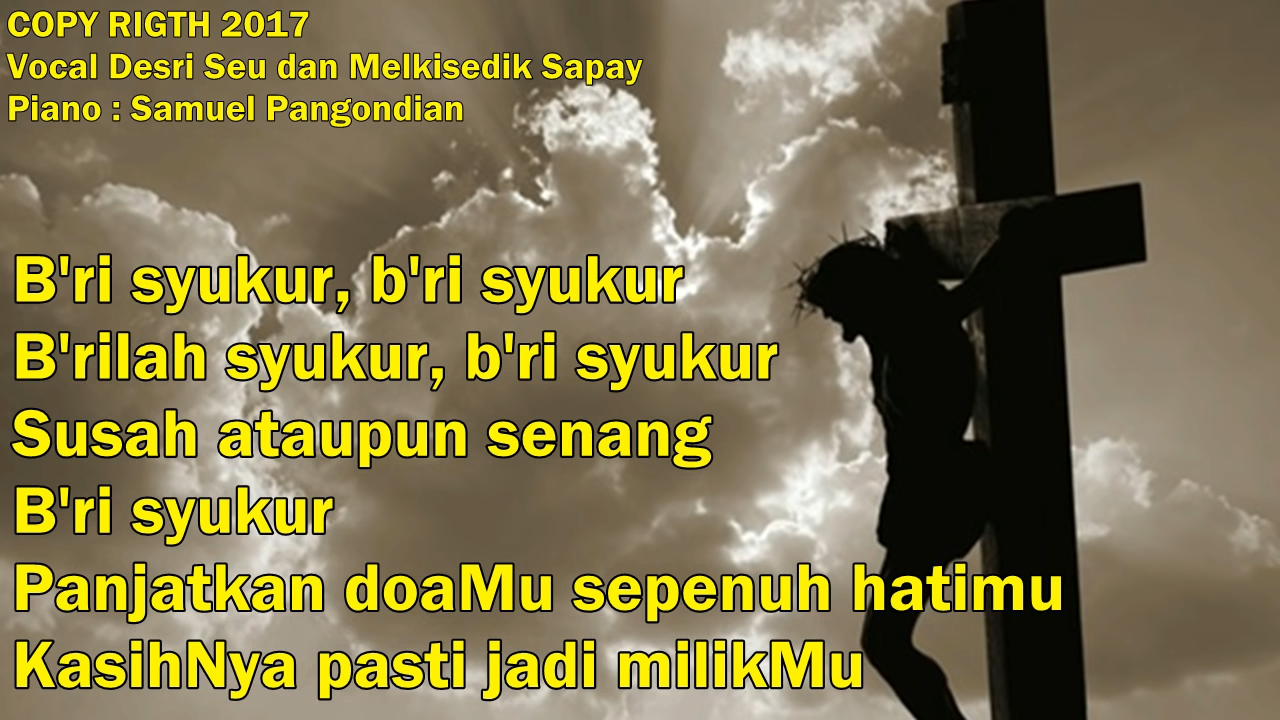 COPY RIGTH 2017
Vocal Desri Seu dan Melkisedik Sapay
Piano : Samuel Pangondian
B'ri syukur, b'ri syukur
B'rilah syukur, b'ri syukur
Susah ataupun senang
B'ri syukur
Panjatkan doaMu sepenuh hatimu
KasihNya pasti jadi milikMu